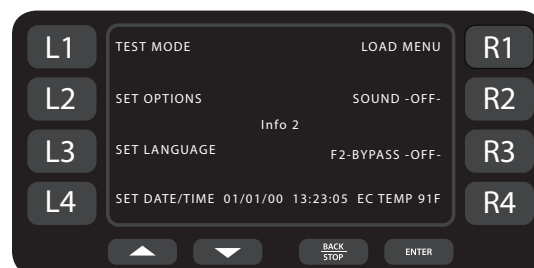 L1 TEST MODE LOAD MENU R1
L2 SET OPTIONS SOUND -OFF- R2
Info 2
L3 SET LANGUAGE F2-BYPASS -OFF- R3
L4 SET DATE/TIME 01/01/00 13:23:05 EC TEMP 91F R4
BACK
STOP
ENTER